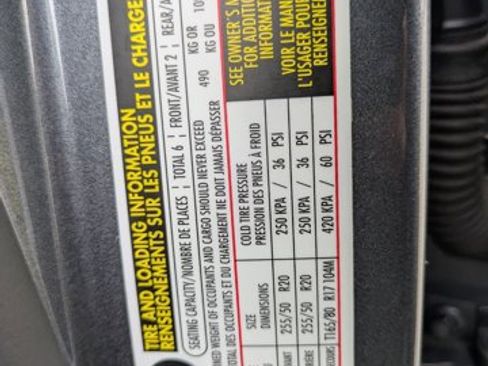 TIRE AND LOADING INFORMATION
RENSEIGNEMENTS SUR LES PNEUS ET LE CHARGE
SEATING CAPACITY/NOMBRE DE PLACES | TOTAL 6 | FRONT/AVANT 2 | REAR/A
WEIGHT OF OCCUPANTS AND CARGO SHOULD NEVER EXCEED 490 KG OR
TOTAL DES OCCUPANTS ET DU CHARGEMENT NE DOIT JAMAIS DÉPASSER KG OU
SIZE COLD TIRE PRESSURE
DIMENSIONS PRESSION DES PNEUS À FROID
255/50 R20 250 KPA / 36 PSI
255/50 R20 250 KPA / 36 PSI
T165/80 R17 104M 420 KPA / 60 PSI
SEE OWNER'S
FOR ADDITIO
INFORMATI
VOIR LE MAN
L'USAGER POUR
RENSEIGNE